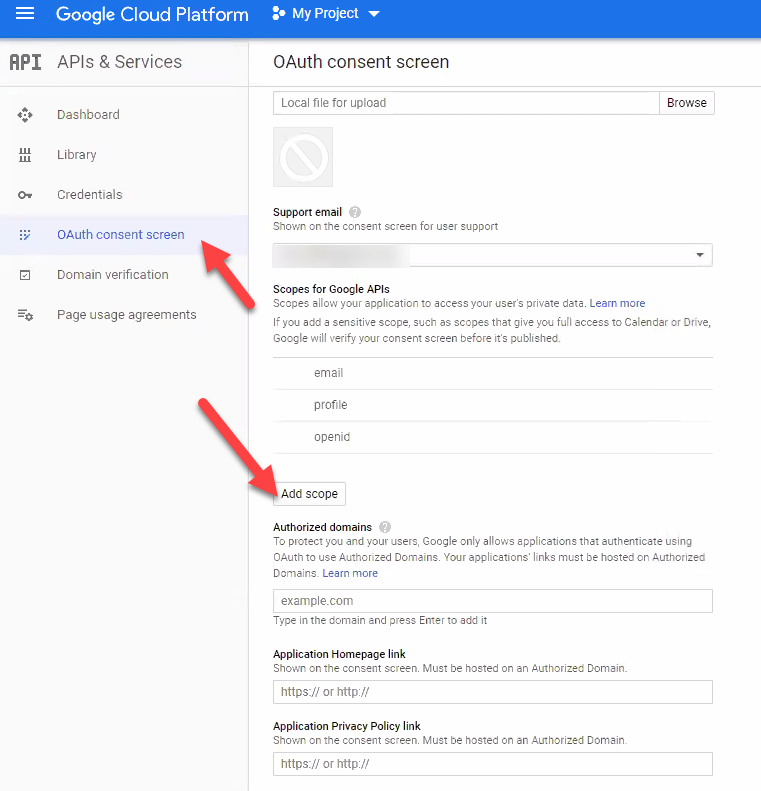 Google Cloud Platform My Project
API APIs & Services
OAuth consent screen
Dashboard
Library
Credentials
OAuth consent screen
Domain verification
Page usage agreements
Local file for upload Browse
Support email ?
Shown on the consent screen for user support
Scopes for Google APIs
Scopes allow your application to access your user's private data. Learn more
If you add a sensitive scope, such as scopes that give you full access to Calendar or Drive,
Google will verify your consent screen before it's published.
email
profile
openid
Add scope
Authorized domains ?
To protect you and your users, Google only allows applications that authenticate using
OAuth to use Authorized Domains. Your applications' links must be hosted on Authorized
Domains. Learn more
example.com
Type in the domain and press Enter to add it
Application Homepage link
Shown on the consent screen. Must be hosted on an Authorized Domain.
https:// or http://
Application Privacy Policy link
Shown on the consent screen. Must be hosted on an Authorized Domain.
https:// or http://